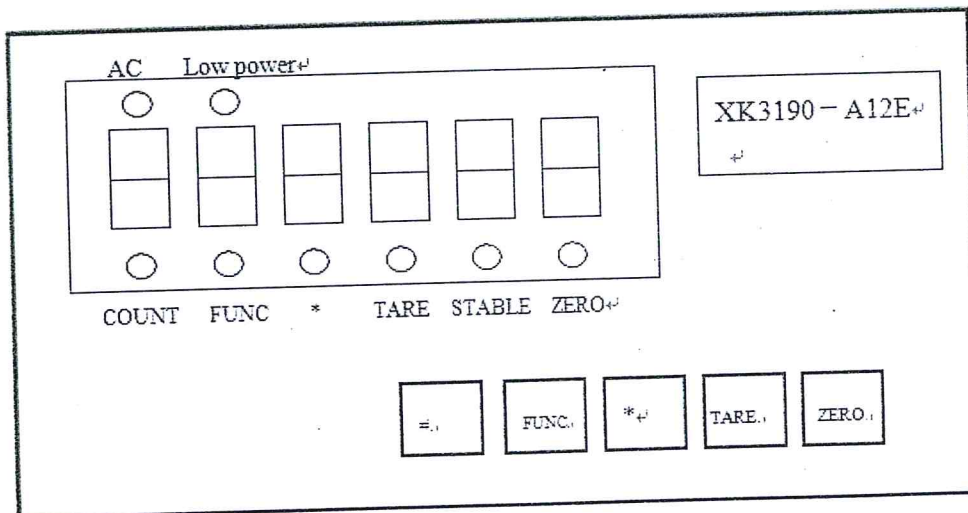 AC Low power
XK3190－A12E
COUNT FUNC * TARE STABLE ZERO
= FUNC * TARE ZERO